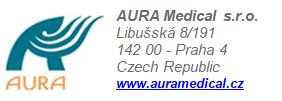 AURA
AURA Medical s.r.o.
Libušská 8/191
142 00 - Praha 4
Czech Republic
www.auramedical.cz